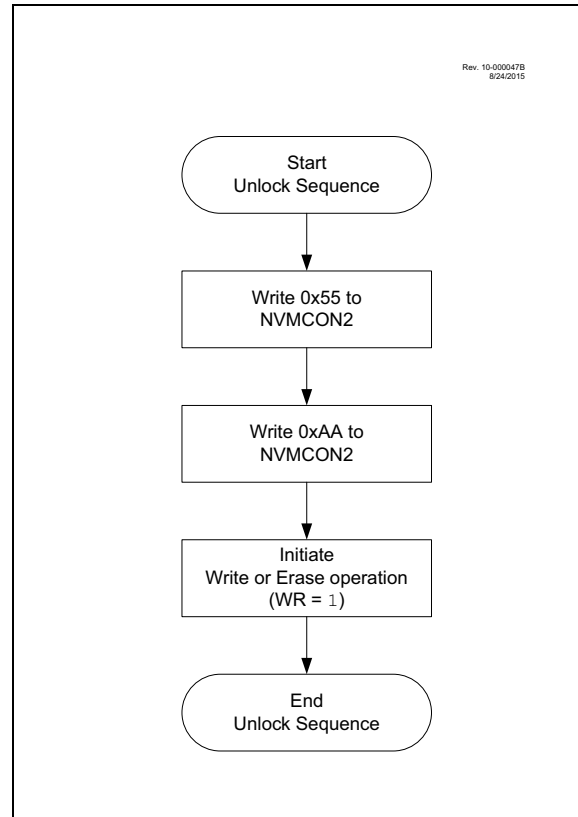 Rev. 10-000047B
8/24/2015
Start
Unlock Sequence
Write 0x55 to
NVMCON2
Write 0xAA to
NVMCON2
Initiate
Write or Erase operation
(WR = 1)
End
Unlock Sequence